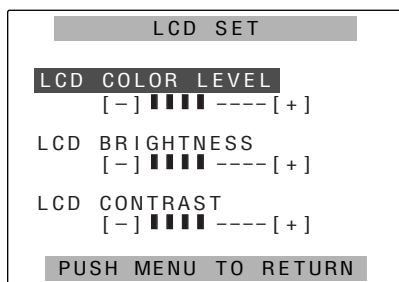 LCD SET
LCD COLOR LEVEL
[−]▮▮▮▮----[+]
LCD BRIGHTNESS
[−]▮▮▮▮----[+]
LCD CONTRAST
[−]▮▮▮▮----[+]
PUSH MENU TO RETURN